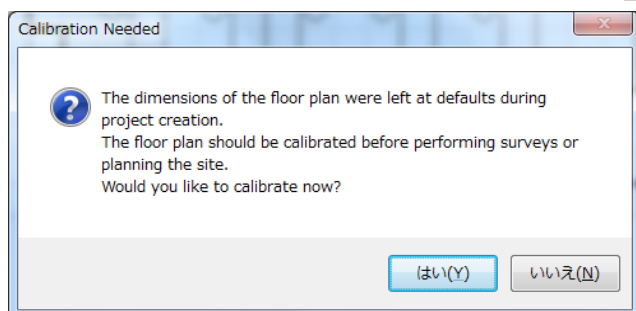 Calibration Needed
The dimensions of the floor plan were left at defaults during
project creation.
The floor plan should be calibrated before performing surveys or
planning the site.
Would you like to calibrate now?
はい(Y)
いいえ(N)